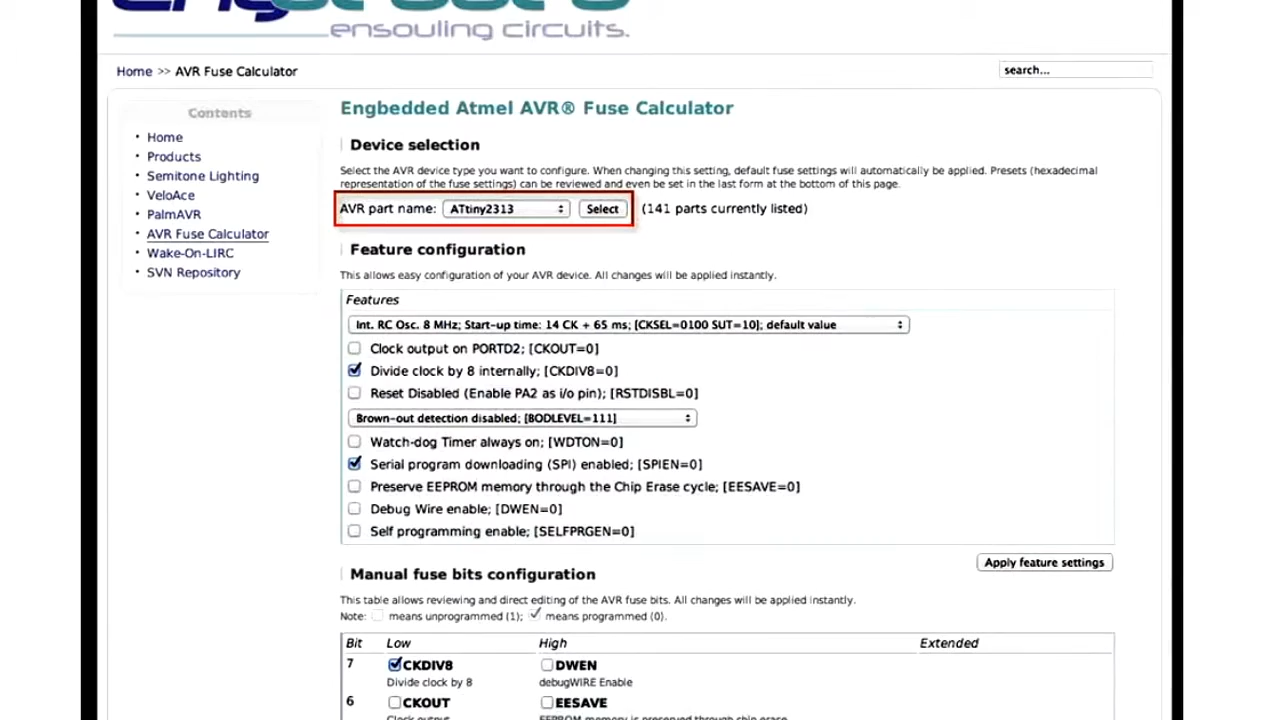 ensouling circuits.
Home >> AVR Fuse Calculator
search...
Contents
Home
Products
Semitone Lighting
VeloAce
PalmAVR
AVR Fuse Calculator
Wake-On-LIRC
SVN Repository
Engbedded Atmel AVR® Fuse Calculator
Device selection
Select the AVR device type you want to configure. When changing this setting, default fuse settings will automatically be applied. Presets (hexadecimal
representation of the fuse settings) can be reviewed and even be set in the last form at the bottom of this page.
AVR part name: ATtiny2313 Select (141 parts currently listed)
Feature configuration
This allows easy configuration of your AVR device. All changes will be applied instantly.
Features
Int. RC Osc. 8 MHz; Start-up time: 14 CK + 65 ms; [CKSEL=0100 SUT=10]; default value
Clock output on PORTD2; [CKOUT=0]
Divide clock by 8 internally; [CKDIV8=0]
Reset Disabled (Enable PA2 as i/o pin); [RSTDISBL=0]
Brown-out detection disabled; [BODLEVEL=111]
Watch-dog Timer always on; [WDTON=0]
Serial program downloading (SPI) enabled; [SPIEN=0]
Preserve EEPROM memory through the Chip Erase cycle; [EESAVE=0]
Debug Wire enable; [DWEN=0]
Self programming enable; [SELFPRGEN=0]
Apply feature settings
Manual fuse bits configuration
This table allows reviewing and direct editing of the AVR fuse bits. All changes will be applied instantly.
Note: means unprogrammed (1); means programmed (0).
Bit Low High Extended
7 CKDIV8 DWEN
Divide clock by 8 debugWIRE Enable
6 CKOUT EESAVE
Clock output EEPROM memory is preserved through chip erase